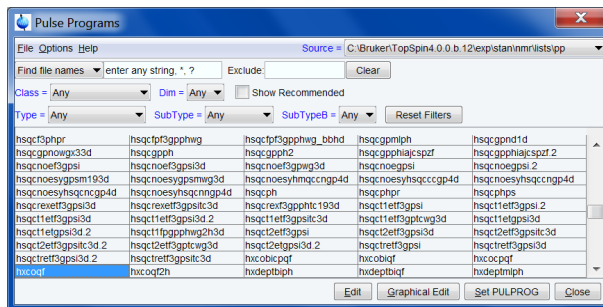 Pulse Programs
File Options Help Source = C:\Bruker\TopSpin4.0.0.b.12\exp\stan\nmr\lists\pp
Find file names enter any string, *, ? Exclude: Clear
Class = Any Dim = Any Show Recommended
Type = Any SubType = Any SubTypeB = Any Reset Filters
hsqcf3phpr hsqcfpf3gpphwg hsqcfpf3gpphwg_bbhd hsqcgpmlph hsqcgpnd1d
hsqcgpnowgx33d hsqcgpph hsqcgpph2 hsqcgpphiajcspzf hsqcgpphiajcspzf.2
hsqcnoef3gpsi hsqcnoef3gpsi3d hsqcnoef3gpwg3d hsqcnoegpsi hsqcnoegpsi.2
hsqcnoesygpsm193d hsqcnoesygpsmwg3d hsqcnoesyhmqccngp4d hsqcnoesyhsqcccgp4d hsqcnoesyhsqccngp4d
hsqcnoesyhsqcncgp4d hsqcnoesyhsqcnngp4d hsqcph hsqcphpr hsqcphps
hsqcrexetf3gpsi3d hsqcrexetf3gpsitc3d hsqcrexf3gpphtc193d hsqct1etf3gpsi hsqct1etf3gpsi.2
hsqct1etf3gpsi3d hsqct1etf3gpsi3d.2 hsqct1etf3gpsitc3d hsqct1etf3gptcwg3d hsqct1etgpsi3d
hsqct1etgpsi3d.2 hsqct1fpgpphwg2h3d hsqct2etf3gpsi hsqct2etf3gpsi3d hsqct2etf3gpsi3d.2
hsqct2etf3gpsitc3d.2 hsqct2etf3gptcwg3d hsqct2etgpsi3d.2 hsqctretf3gpsi hsqctretf3gpsi3d
hsqctretf3gpsi3d.2 hsqctretf3gpsitc3d hxcobicpqf hxcobiqf hxcocpqf
hxcoqf hxcoqf2h hxdeptbiph hxdeptbiqf hxdeptmlph
Edit Graphical Edit Set PULPROG Close